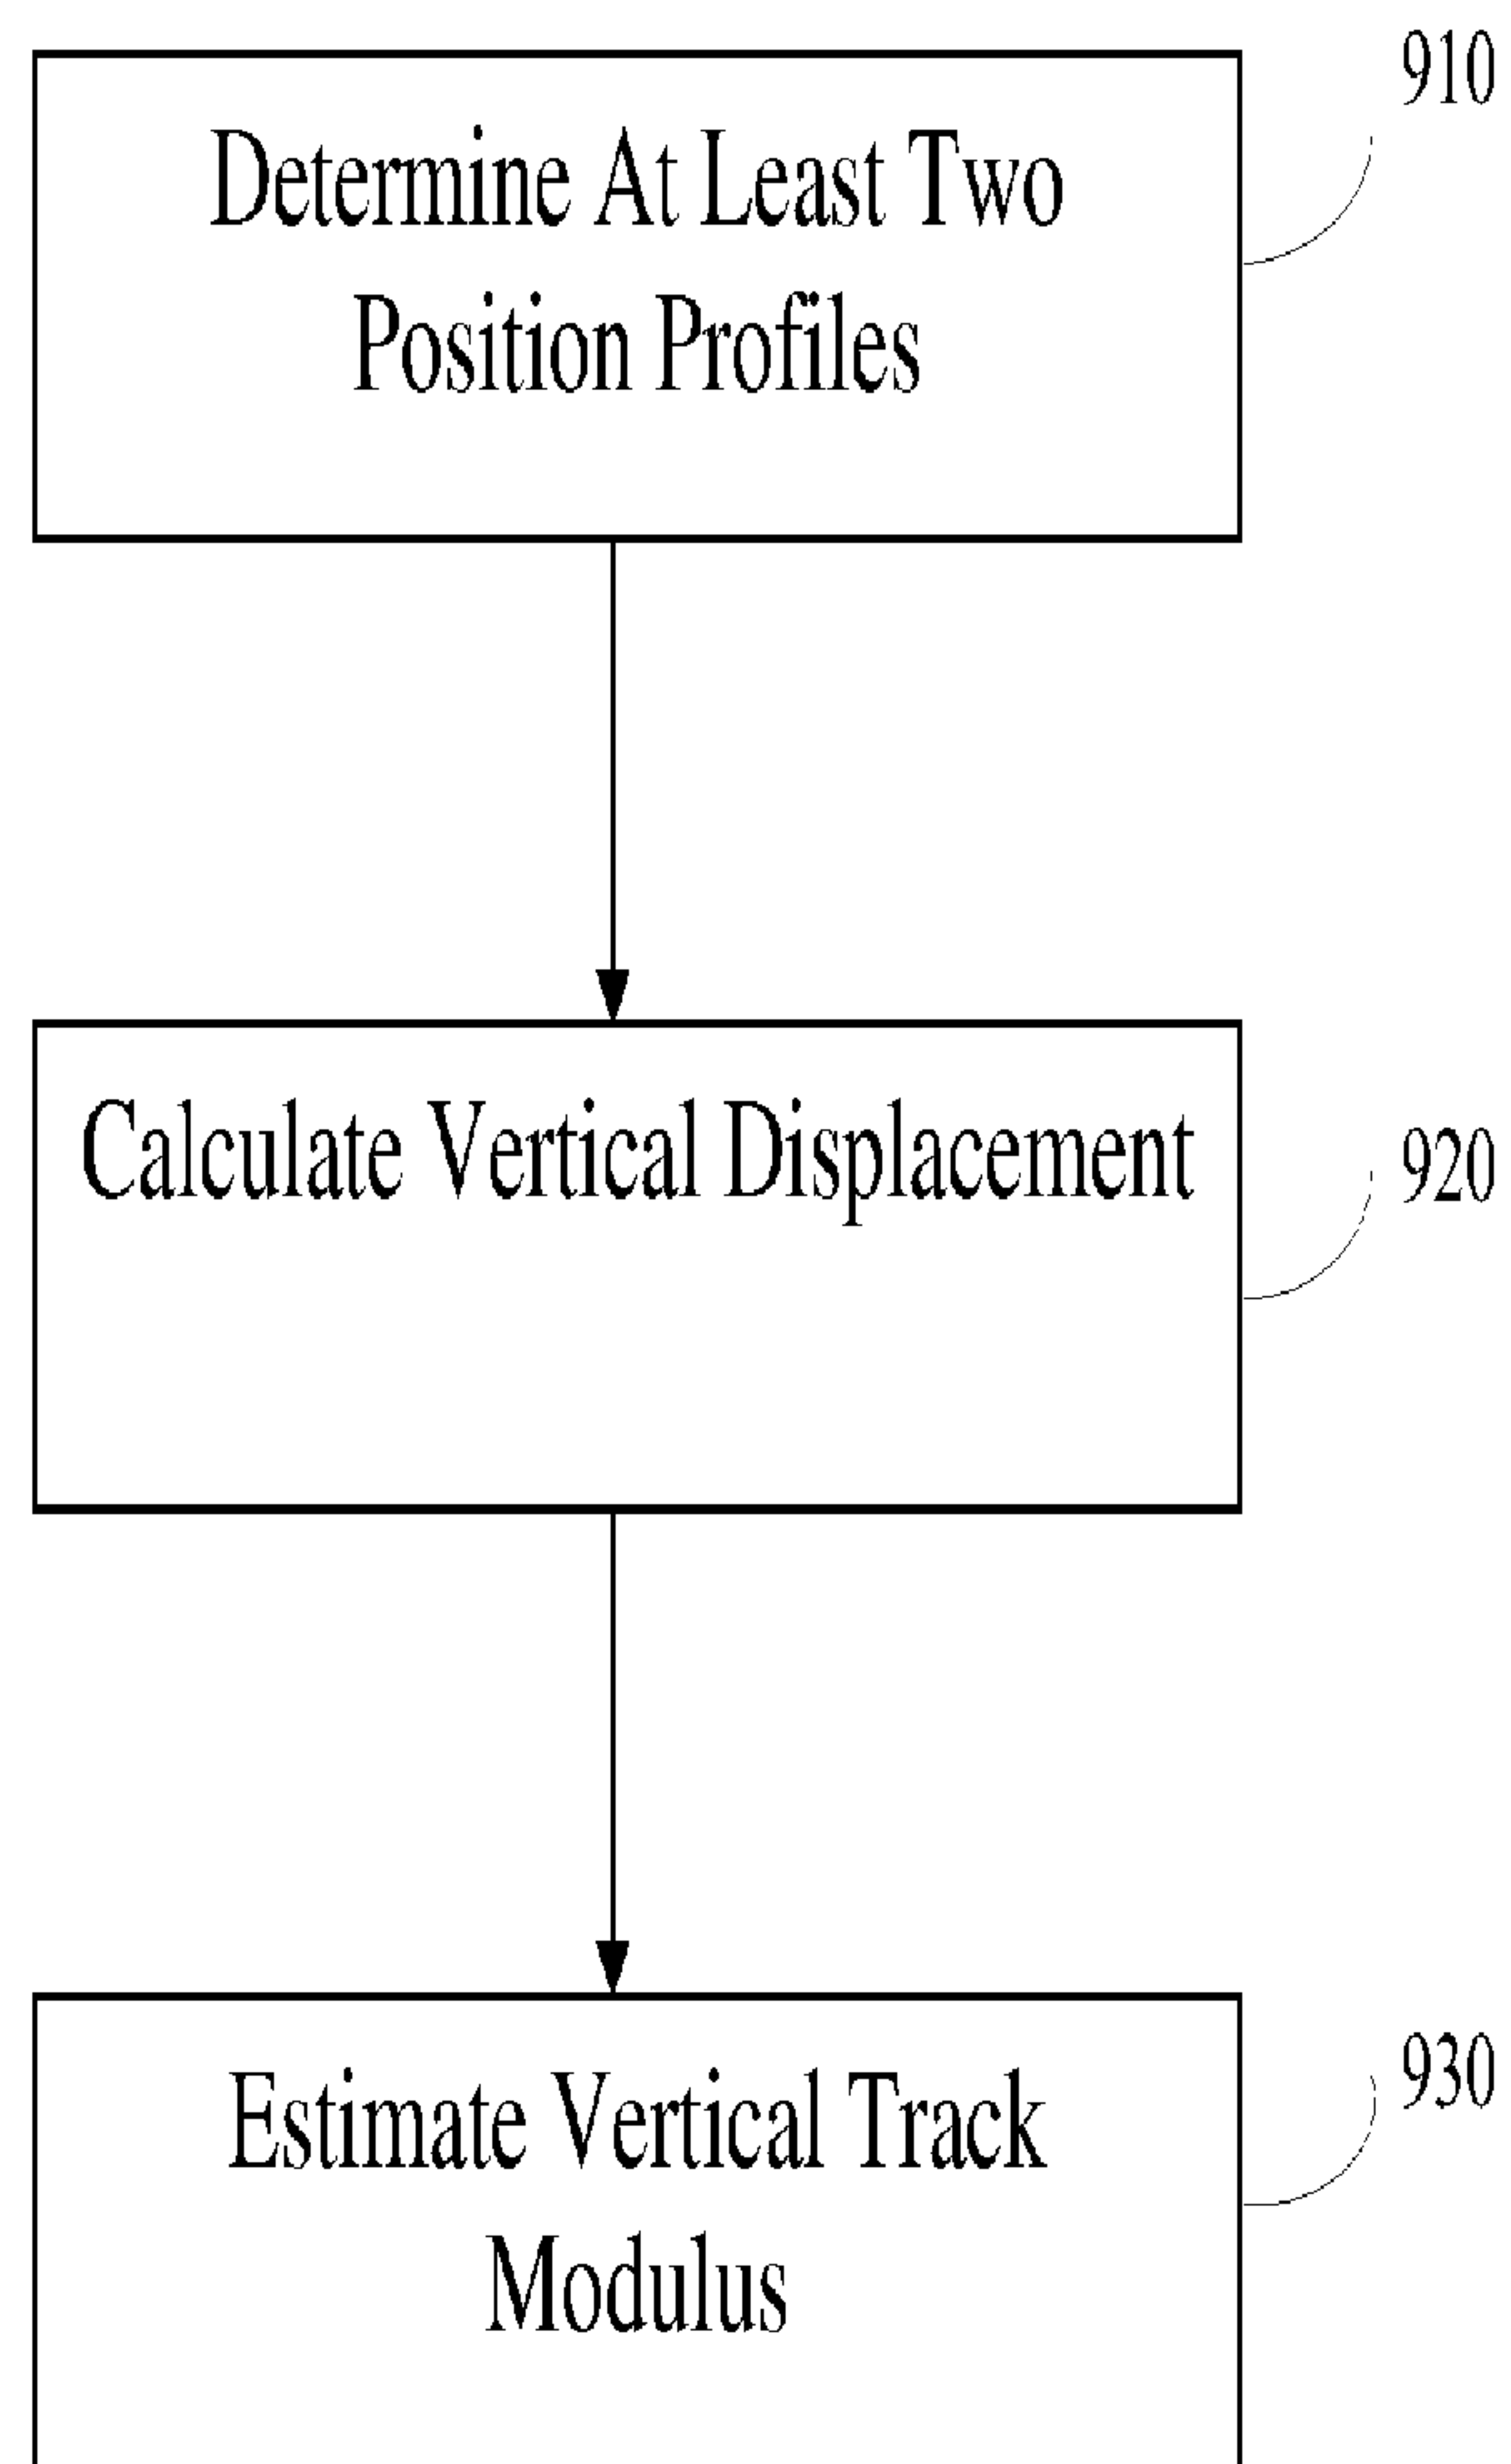 910
Determine At Least Two
Position Profiles
Calculate Vertical Displacement
920
Estimate Vertical Track
Modulus
930